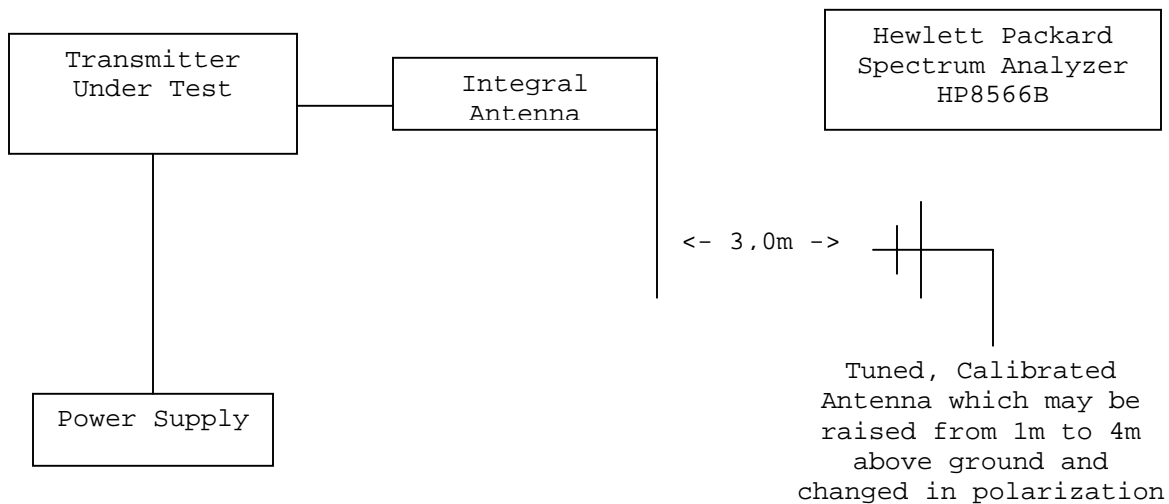 Transmitter
Under Test
Integral
Antenna
Hewlett Packard
Spectrum Analyzer
HP8566B
<- 3,0m ->
Power Supply
Tuned, Calibrated
Antenna which may be
raised from 1m to 4m
above ground and
changed in polarization